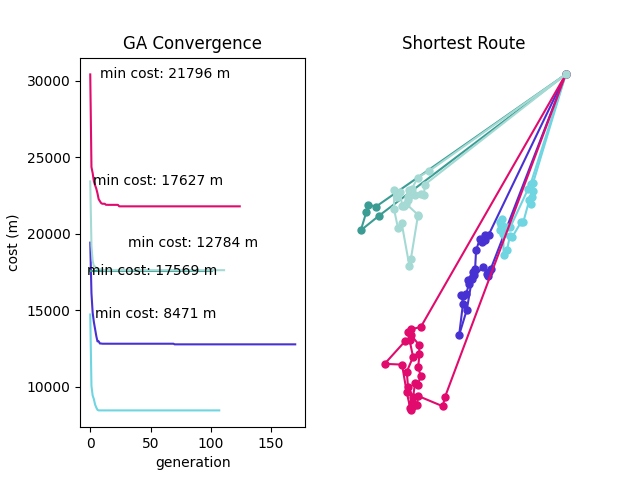 GA Convergence
Shortest Route
cost (m)
30000
25000
20000
15000
10000
min cost: 21796 m
min cost: 17627 m
min cost: 12784 m
min cost: 17569 m
min cost: 8471 m
0
50
100
150
generation